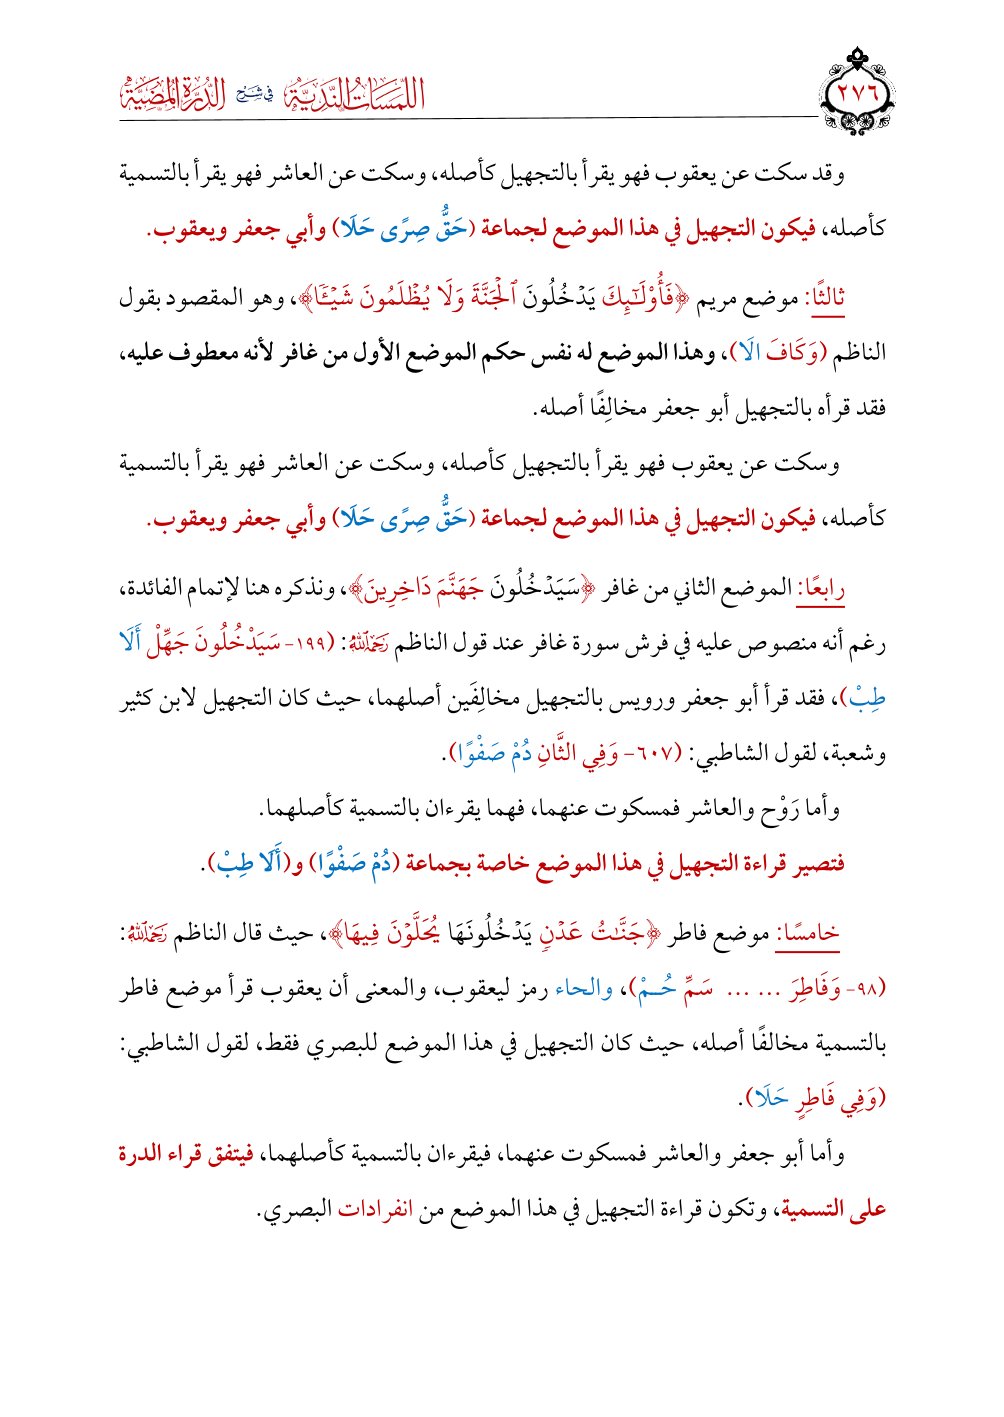 اللمسات الندية في شرح الدرة المضية
٢٧٦
وقد سكت عن يعقوب فهو يقرأ بالتجهيل كأصله، وسكت عن العاشر فهو يقرأ بالتسمية
كأصله، فيكون التجهيل في هذا الموضع لجماعة (حَقُّ صِرًى حَلَا) وأبي جعفر ويعقوب.
ثالثًا: موضع مريم ﴿فَأُوْلَـٰٓئِكَ يَدۡخُلُونَ ٱلۡجَنَّةَ وَلَا يُظۡلَمُونَ شَيۡـٔٗا﴾، وهو المقصود بقول
الناظم (وَكَافَ الَا)، وهذا الموضع له نفس حكم الموضع الأول من غافر لأنه معطوف عليه،
فقد قرأه بالتجهيل أبو جعفر مخالِفًا أصله.
وسكت عن يعقوب فهو يقرأ بالتجهيل كأصله، وسكت عن العاشر فهو يقرأ بالتسمية
كأصله، فيكون التجهيل في هذا الموضع لجماعة (حَقُّ صِرًى حَلَا) وأبي جعفر ويعقوب.
رابعًا: الموضع الثاني من غافر ﴿سَيَدۡخُلُونَ جَهَنَّمَ دَاخِرِينَ﴾، ونذكره هنا لإتمام الفائدة،
رغم أنه منصوص عليه في فرش سورة غافر عند قول الناظم رحمه الله: (١٩٩- سَيَدْخُلُونَ جَهِّلْ أَلَا
طِبْ)، فقد قرأ أبو جعفر ورويس بالتجهيل مخالِفَين أصلهما، حيث كان التجهيل لابن كثير
وشعبة، لقول الشاطبي: (٦٠٧- وَفِي الثَّانِ دُمْ صَفْوًا).
وأما رَوْح والعاشر فمسكوت عنهما، فهما يقرءان بالتسمية كأصلهما.
فتصير قراءة التجهيل في هذا الموضع خاصة بجماعة (دُمْ صَفْوًا) و(أَلَا طِبْ).
خامسًا: موضع فاطر ﴿جَنَّـٰتُ عَدۡنٖ يَدۡخُلُونَهَا يُحَلَّوۡنَ فِيهَا﴾، حيث قال الناظم رحمه الله:
(٩٨- وَفَاطِرَ ... ... سَمِّ حُـمْ)، والحاء رمز ليعقوب، والمعنى أن يعقوب قرأ موضع فاطر
بالتسمية مخالفًا أصله، حيث كان التجهيل في هذا الموضع للبصري فقط، لقول الشاطبي:
(وَفِي فَاطِرٍ حَلَا).
وأما أبو جعفر والعاشر فمسكوت عنهما، فيقرءان بالتسمية كأصلهما، فيتفق قراء الدرة
على التسمية، وتكون قراءة التجهيل في هذا الموضع من انفرادات البصري.